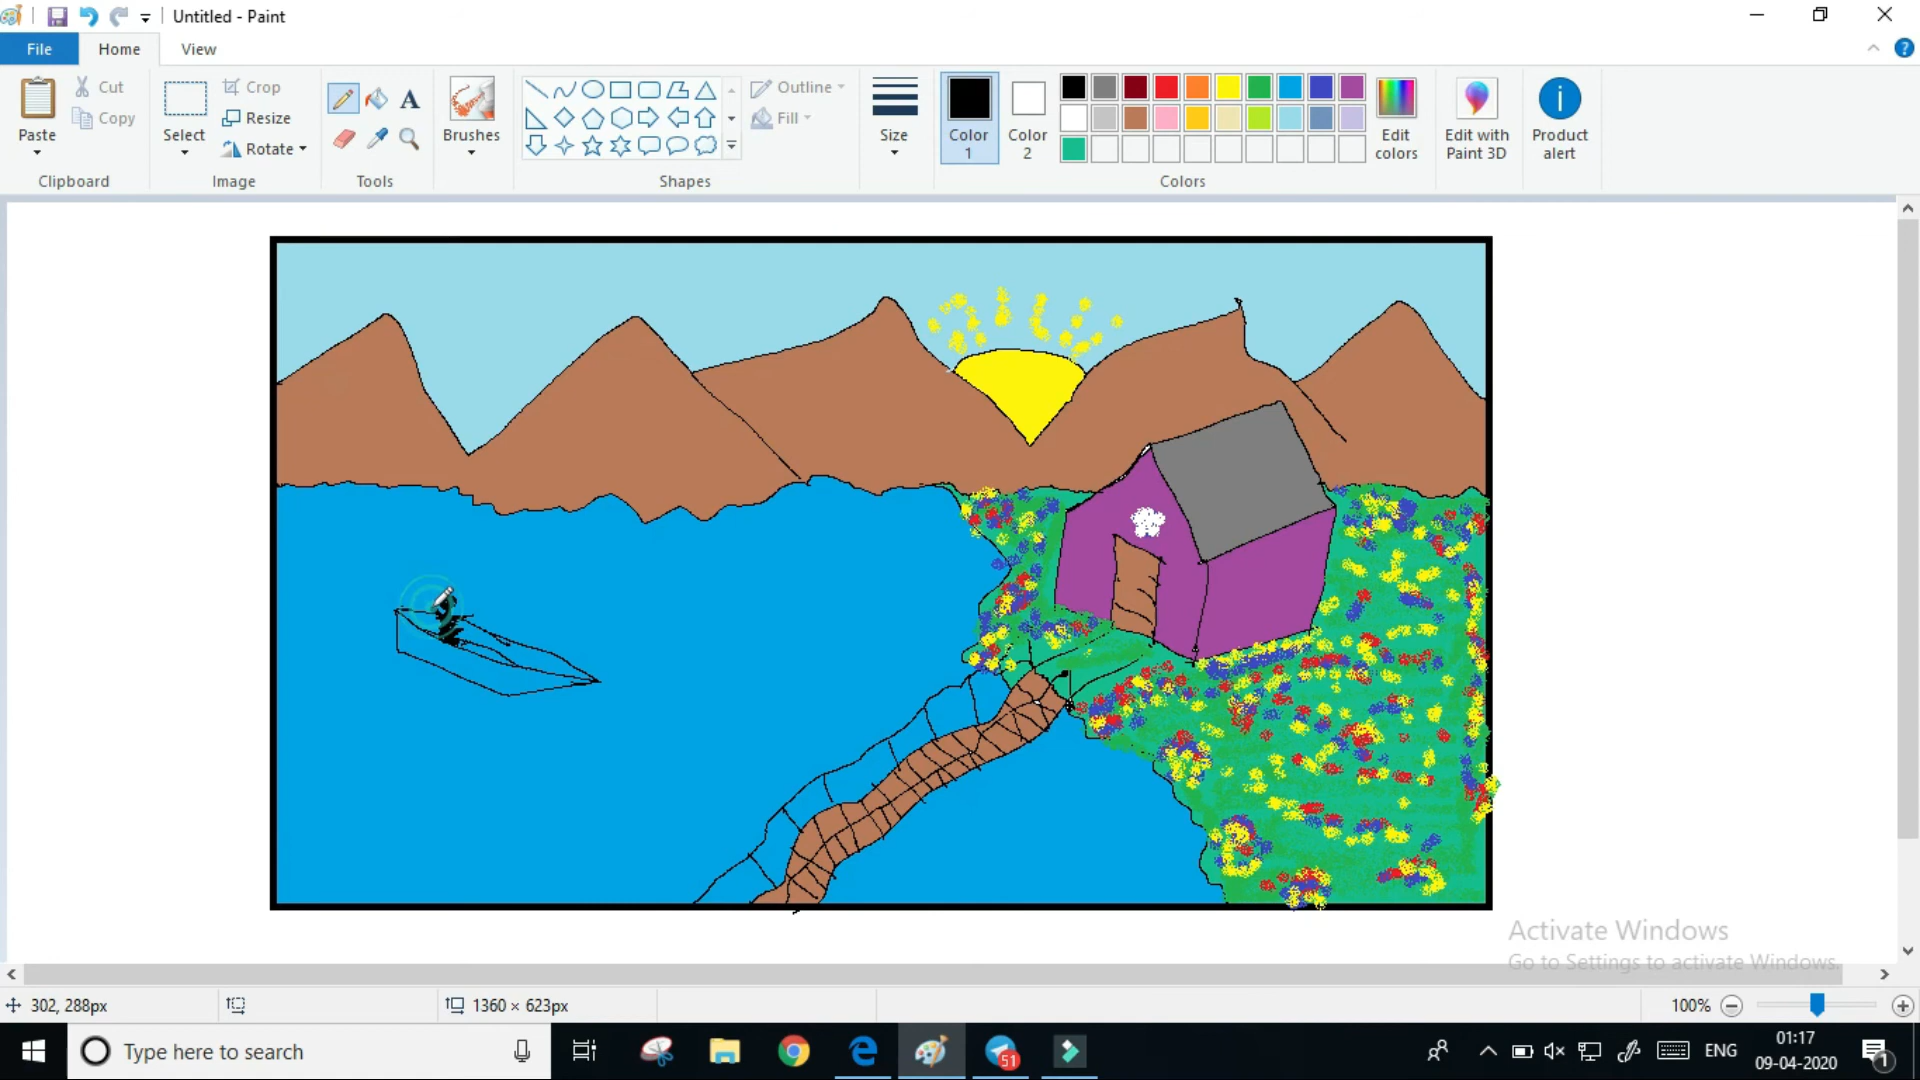 Untitled - Paint
File
Home
View
Paste
Cut
Copy
Clipboard
Select
Crop
Resize
Rotate
Image
A
Tools
Brushes
Outline
Fill
Shapes
Size
Color
1
Color
2
Edit
colors
Colors
Edit with
Paint 3D
Product
alert
Activate Windows
Go to Settings to activate Windows.
302, 288px
1360 × 623px
100%
Type here to search
51
ENG
01:17
09-04-2020
1